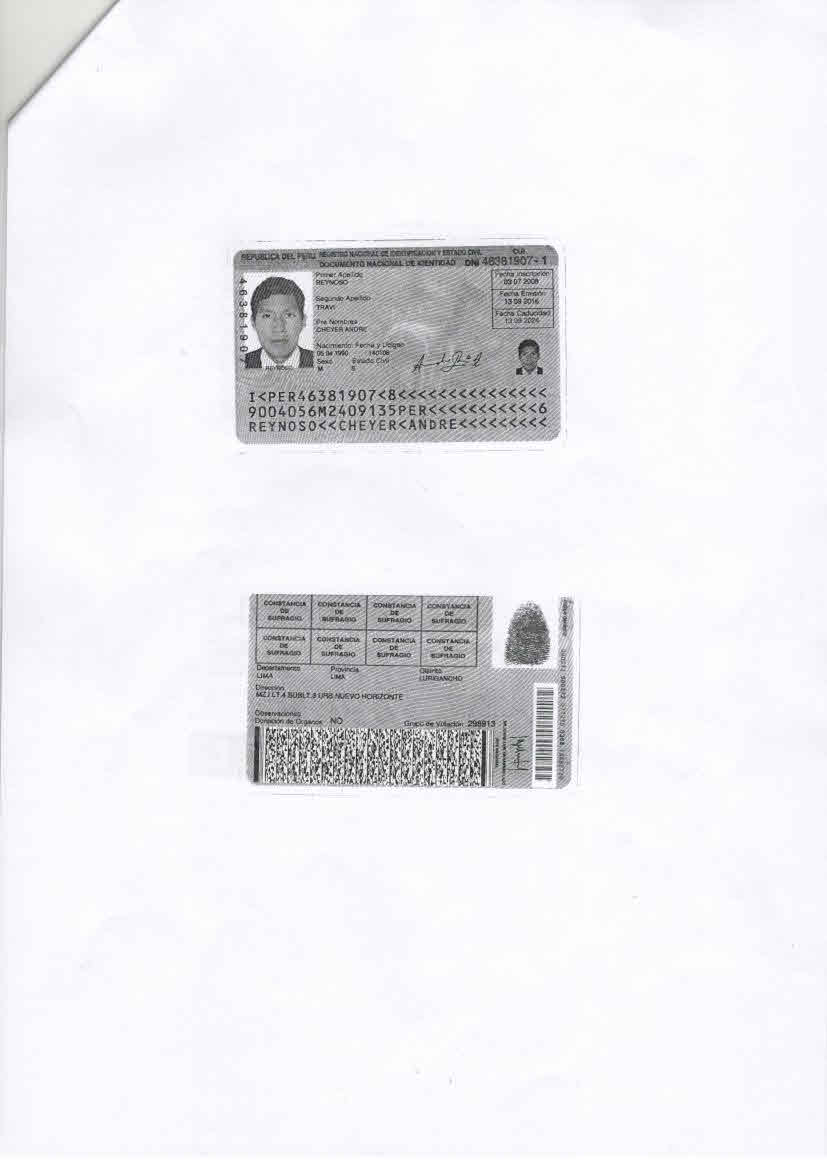 REPUBLICA DEL PERU REGISTRO NACIONAL DE IDENTIFICACION Y ESTADO CIVIL
CUI
DOCUMENTO NACIONAL DE IDENTIDAD DNI 46381907-1
46381907
Primer Apellido
REYNOSO
Segundo Apellido
TRAVI
Pre Nombres
CHEYER ANDRE
Nacimiento: Fecha y Ubigeo
05 04 1990 140108
Sexo Estado Civil
M S
Fecha Inscripción
03 07 2008
Fecha Emisión
13 09 2016
Fecha Caducidad
13 09 2024
REYNOSO
I<PER46381907<8<<<<<<<<<<<<<<<
9004056M2409135PER<<<<<<<<<<<6
REYNOSO<<CHEYER<ANDRE<<<<<<<<<
CONSTANCIA DE SUFRAGIO CONSTANCIA DE SUFRAGIO CONSTANCIA DE SUFRAGIO CONSTANCIA DE SUFRAGIO
CONSTANCIA DE SUFRAGIO CONSTANCIA DE SUFRAGIO CONSTANCIA DE SUFRAGIO CONSTANCIA DE SUFRAGIO
Departamento Provincia Distrito
LIMA LIMA LURIGANCHO
Dirección
MZ.I LT.4 SUBLT.8 URB.NUEVO HORIZONTE
Observaciones
Donación de Organos NO Grupo de Votación 298913